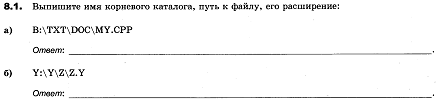 8.1. Выпишите имя корневого каталога, путь к файлу, его расширение:
а) B:\TXT\DOC\MY.CPP
Ответ:
б) Y:\Y\Z\Z.Y
Ответ: